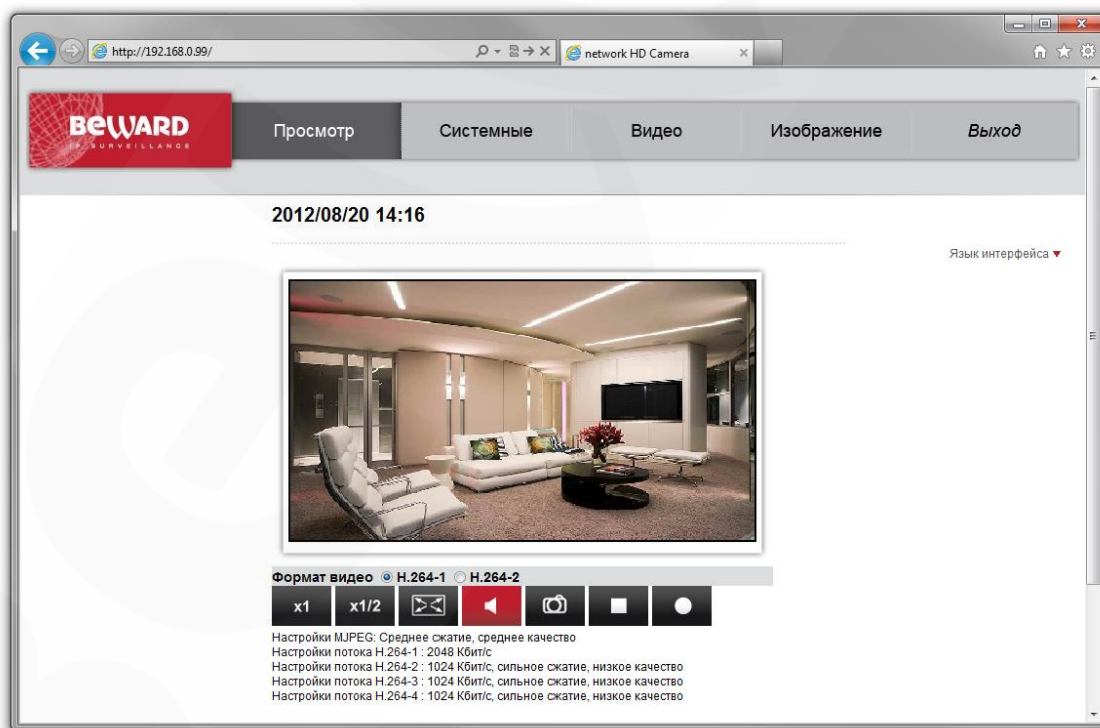 http://192.168.0.99/
network HD Camera
BEWARD
IP SURVEILLANCE
Просмотр
Системные
Видео
Изображение
Выход
2012/08/20 14:16
Язык интерфейса
Формат видео H.264-1 H.264-2
x1 x1/2
Настройки MJPEG: Среднее сжатие, среднее качество
Настройки потока H.264-1 : 2048 Кбит/с
Настройки потока H.264-2 : 1024 Кбит/с, сильное сжатие, низкое качество
Настройки потока H.264-3 : 1024 Кбит/с, сильное сжатие, низкое качество
Настройки потока H.264-4 : 1024 Кбит/с, сильное сжатие, низкое качество